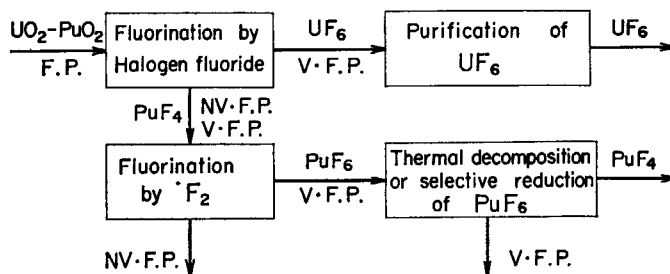 UO2-PuO2
F.P.
Fluorination by
Halogen fluoride
UF6
V·F.P.
Purification of
UF6
UF6
PuF4
NV·F.P.
V·F.P.
Fluorination
by F2
PuF6
V·F.P.
Thermal decomposition
or selective reduction
of PuF6
PuF4
NV·F.P.
V·F.P.